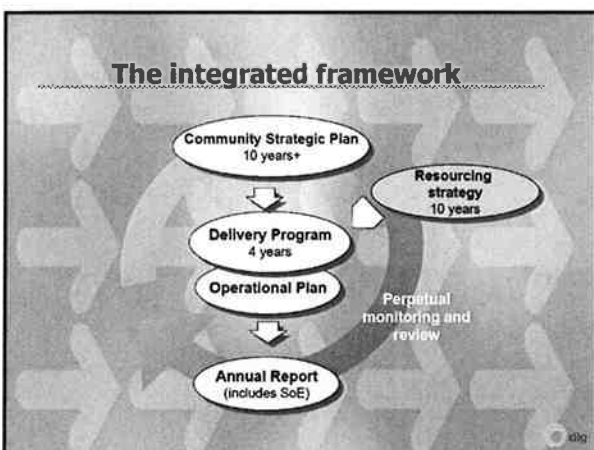 The integrated framework
Community Strategic Plan
10 years+
Resourcing
strategy
10 years
Delivery Program
4 years
Operational Plan
Perpetual
monitoring and
review
Annual Report
(includes SoE)
dlg